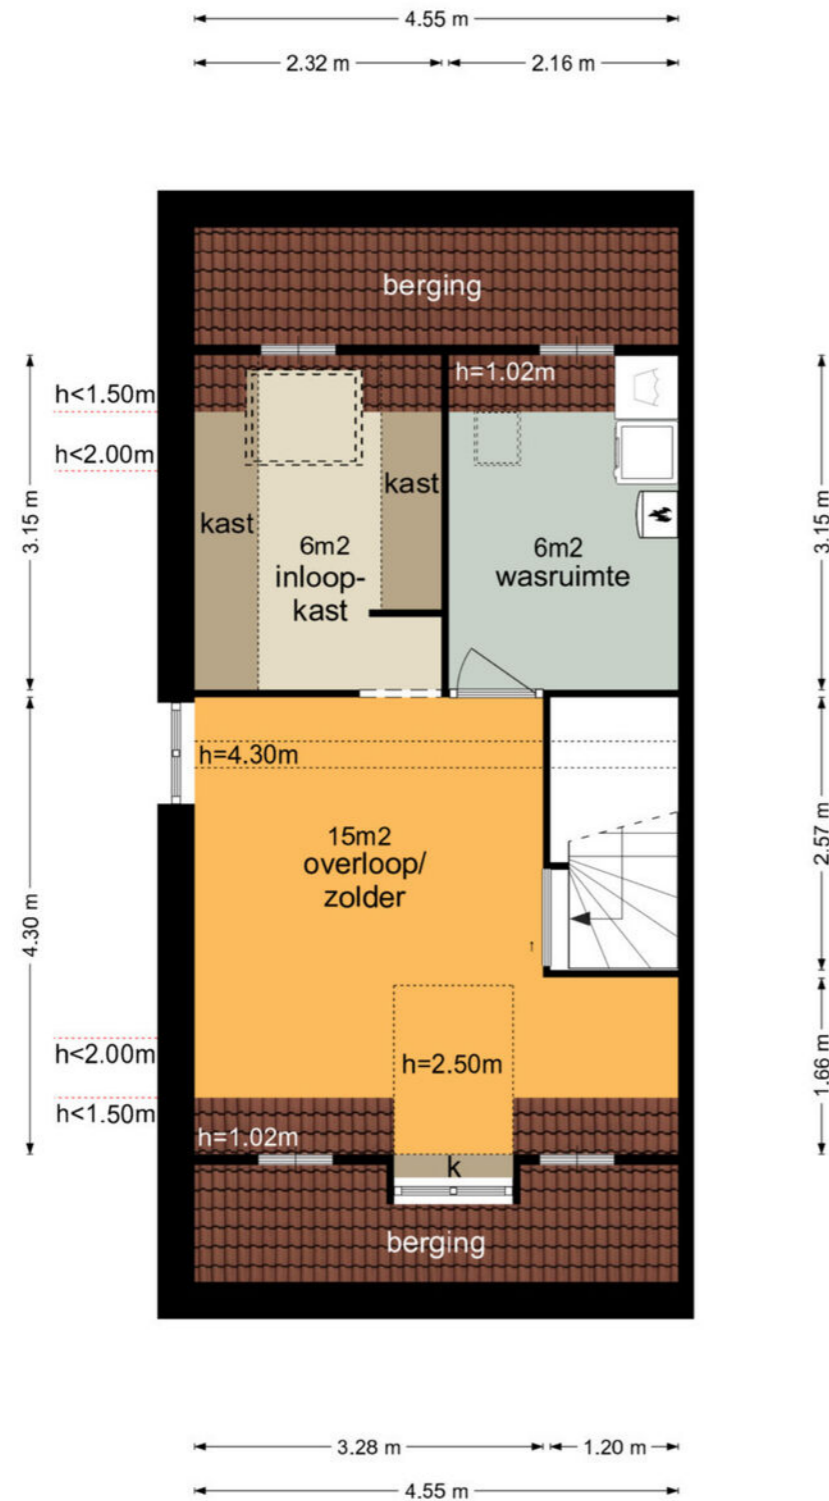 4.55 m
2.32 m
2.16 m
berging
h=1.02m
h<1.50m
h<2.00m
kast
kast
3.15 m
3.15 m
6m2
inloop-
kast
6m2
wasruimte
h=4.30m
15m2
overloop/
zolder
2.57 m
4.30 m
h<2.00m
h=2.50m
1.66 m
h<1.50m
h=1.02m
k
berging
3.28 m
1.20 m
4.55 m